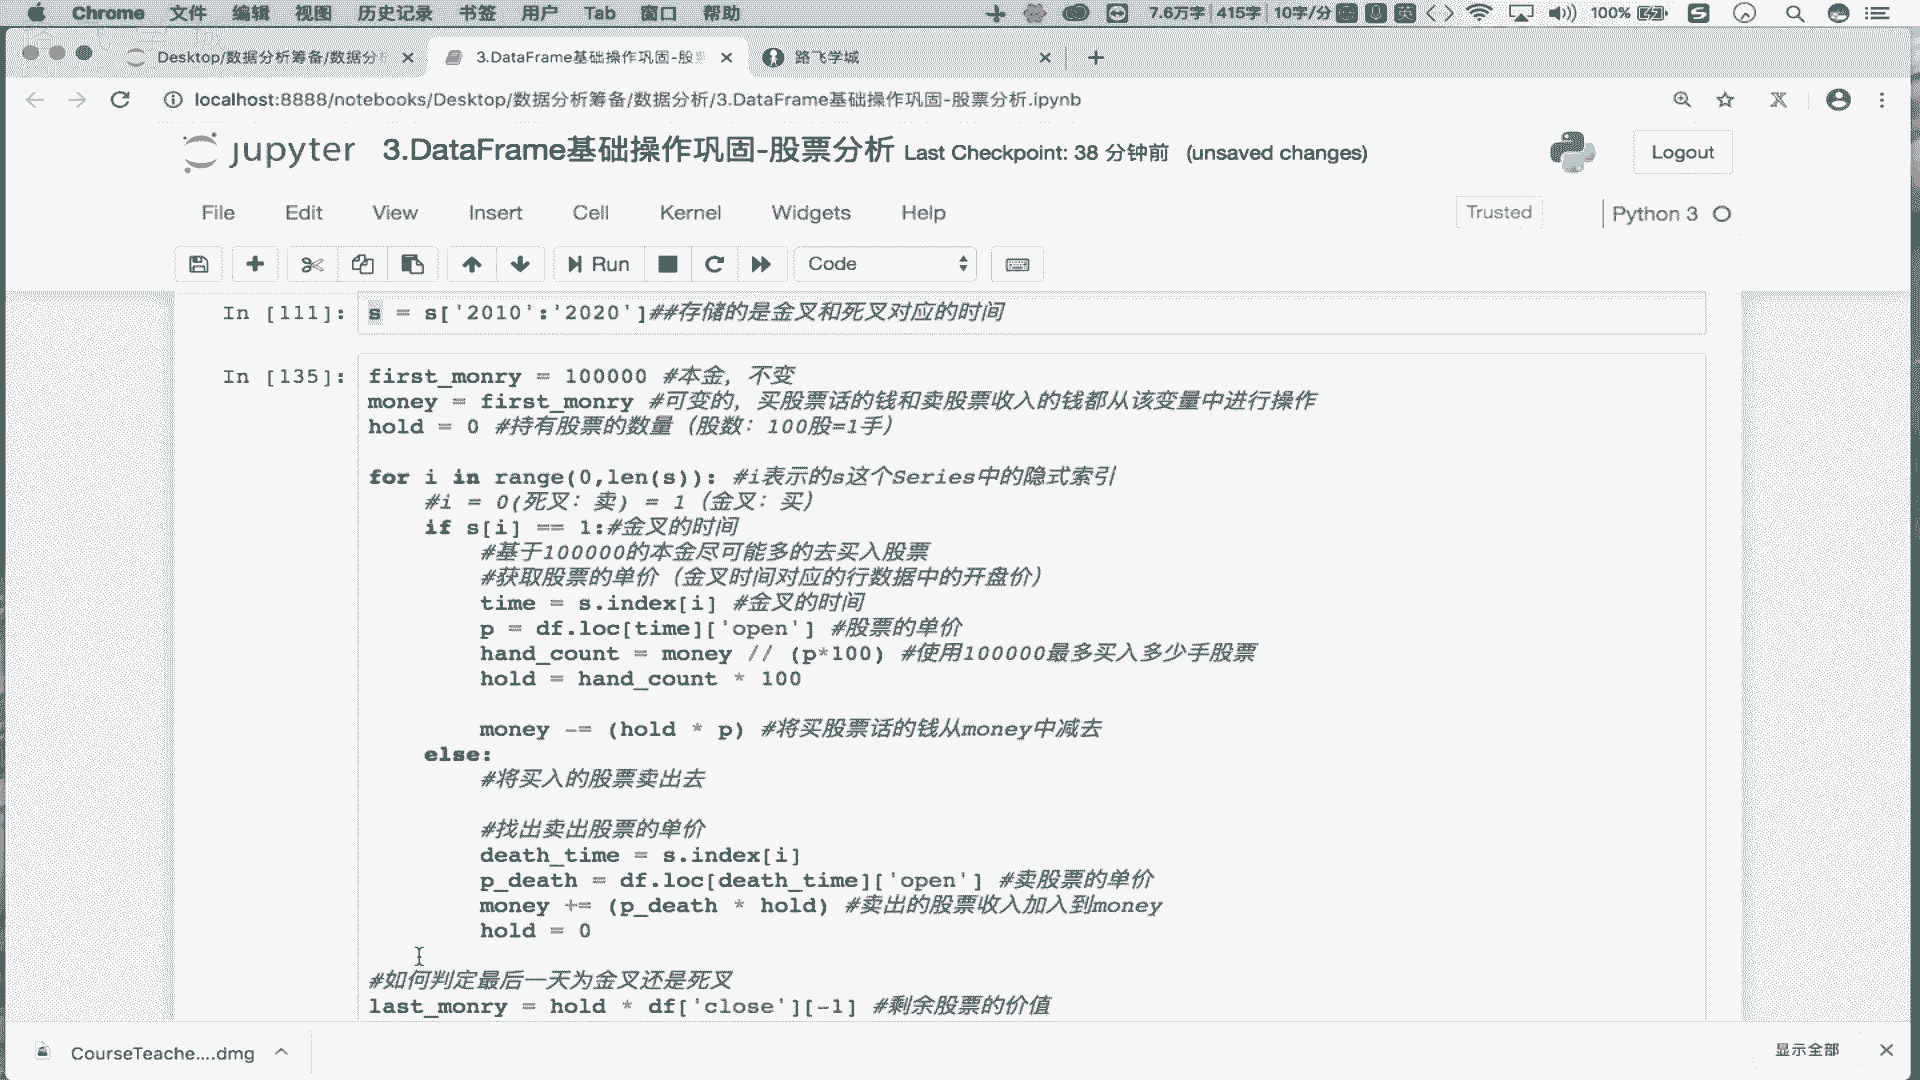 Chrome 文件 编辑 视图 历史记录 书签 用户 Tab 窗口 帮助 7.6万字 415字 10字/分 英 100%
Desktop/数据分析筹备/数据分析 3.DataFrame基础操作巩固-股票 路飞学城
localhost:8888/notebooks/Desktop/数据分析筹备/数据分析/3.DataFrame基础操作巩固-股票分析.ipynb
jupyter 3.DataFrame基础操作巩固-股票分析 Last Checkpoint: 38 分钟前 (unsaved changes) Logout
File Edit View Insert Cell Kernel Widgets Help Trusted Python 3
Run Code
In [111]: s = s['2010':'2020']##存储的是金叉和死叉对应的时间
In [135]: first_monry = 100000 #本金，不变
money = first_monry #可变的，买股票话的钱和卖股票收入的钱都从该变量中进行操作
hold = 0 #持有股票的数量（股数：100股=1手）
for i in range(0,len(s)): #i表示的s这个Series中的隐式索引
#i = 0(死叉：卖) = 1（金叉：买）
if s[i] == 1:#金叉的时间
#基于100000的本金尽可能多的去买入股票
#获取股票的单价（金叉时间对应的行数据中的开盘价）
time = s.index[i] #金叉的时间
p = df.loc[time]['open'] #股票的单价
hand_count = money // (p*100) #使用100000最多买入多少手股票
hold = hand_count * 100
money -= (hold * p) #将买股票话的钱从money中减去
else:
#将买入的股票卖出去
#找出卖出股票的单价
death_time = s.index[i]
p_death = df.loc[death_time]['open'] #卖股票的单价
money += (p_death * hold) #卖出的股票收入加入到money
hold = 0
#如何判定最后一天为金叉还是死叉
last_monry = hold * df['close'][-1] #剩余股票的价值
CourseTeache....dmg 显示全部